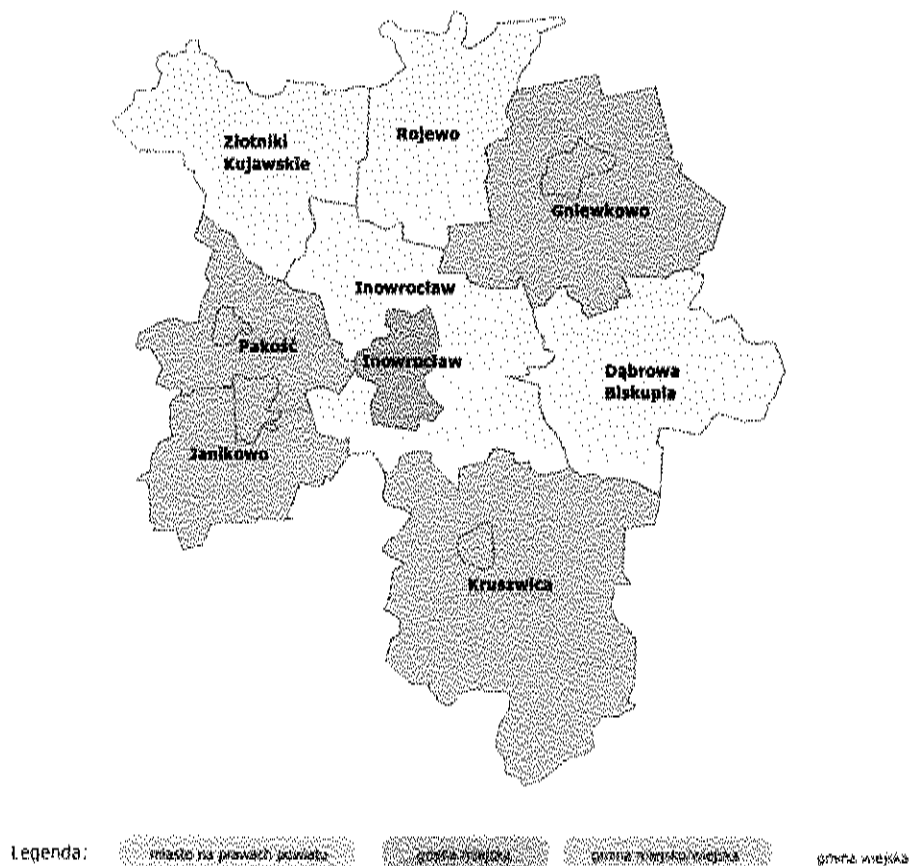 Złotniki
Kujawskie
Rojewo
Gniewkowo
Inowrocław
Pakość
Inowrocław
Dąbrowa
Biskupia
Janikowo
Kruszwica
Legenda: miasto na prawach powiatu gmina miejska gmina miejsko-wiejska gmina wiejska